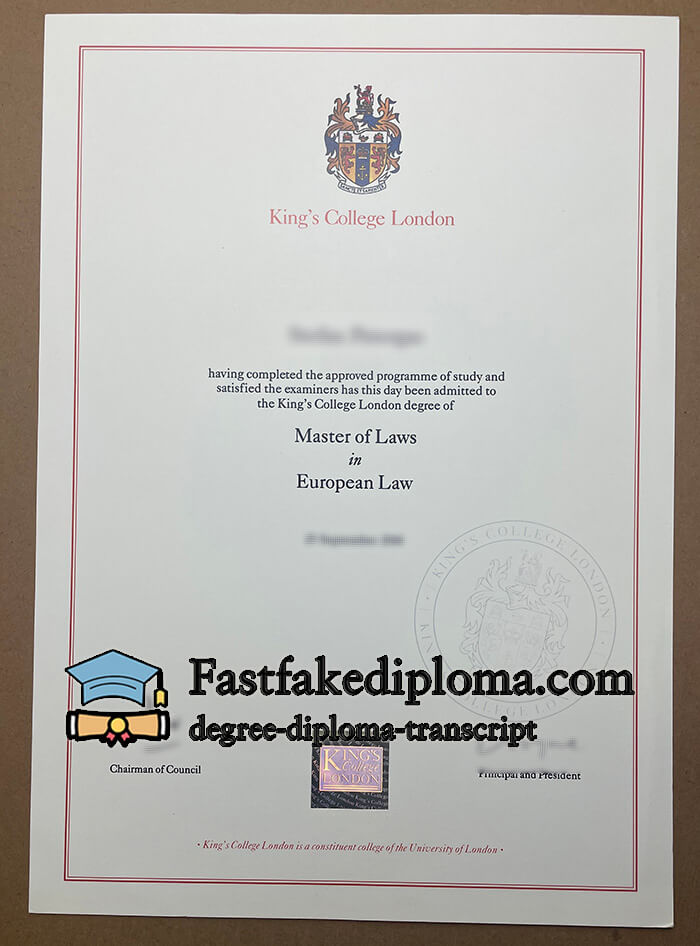 King's College London
having completed the approved programme of study and
satisfied the examiners has this day been admitted to
the King's College London degree of
Master of Laws
in
European Law
KING'S COLLEGE LONDON
Fastfakediploma.com
degree-diploma-transcript
Chairman of Council
Principal and President
KING'S
College
LONDON
• King's College London is a constituent college of the University of London •